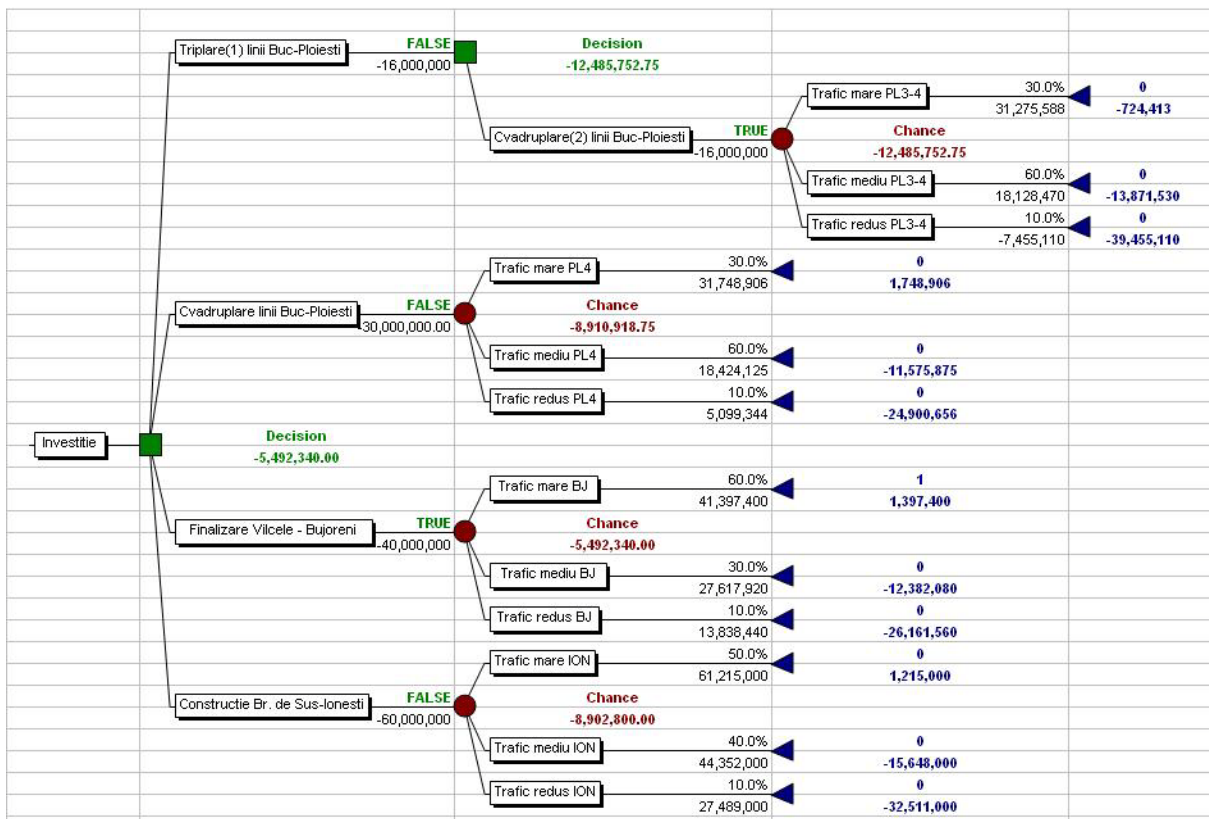 Triplare(1) linii Buc-Ploiesti
FALSE
-16,000,000
Decision
-12,485,752.75
Cvadruplare(2) linii Buc-Ploiesti
TRUE
-16,000,000
Trafic mare PL3-4
30.0%
31,275,588
0
-724,413
Chance
-12,485,752.75
Trafic mediu PL3-4
60.0%
18,128,470
0
-13,871,530
Trafic redus PL3-4
10.0%
-7,455,110
0
-39,455,110
Cvadruplare linii Buc-Ploiesti
FALSE
-30,000,000.00
Trafic mare PL4
30.0%
31,748,906
0
1,748,906
Chance
-8,910,918.75
Trafic mediu PL4
60.0%
18,424,125
0
-11,575,875
Trafic redus PL4
10.0%
5,099,344
0
-24,900,656
Investitie
Decision
-5,492,340.00
Finalizare Vilcele - Bujoreni
TRUE
-40,000,000
Trafic mare BJ
60.0%
41,397,400
1
1,397,400
Chance
-5,492,340.00
Trafic mediu BJ
30.0%
27,617,920
0
-12,382,080
Trafic redus BJ
10.0%
13,838,440
0
-26,161,560
Constructie Br. de Sus-Ionesti
FALSE
-60,000,000
Trafic mare ION
50.0%
61,215,000
0
1,215,000
Chance
-8,902,800.00
Trafic mediu ION
40.0%
44,352,000
0
-15,648,000
Trafic redus ION
10.0%
27,489,000
0
-32,511,000